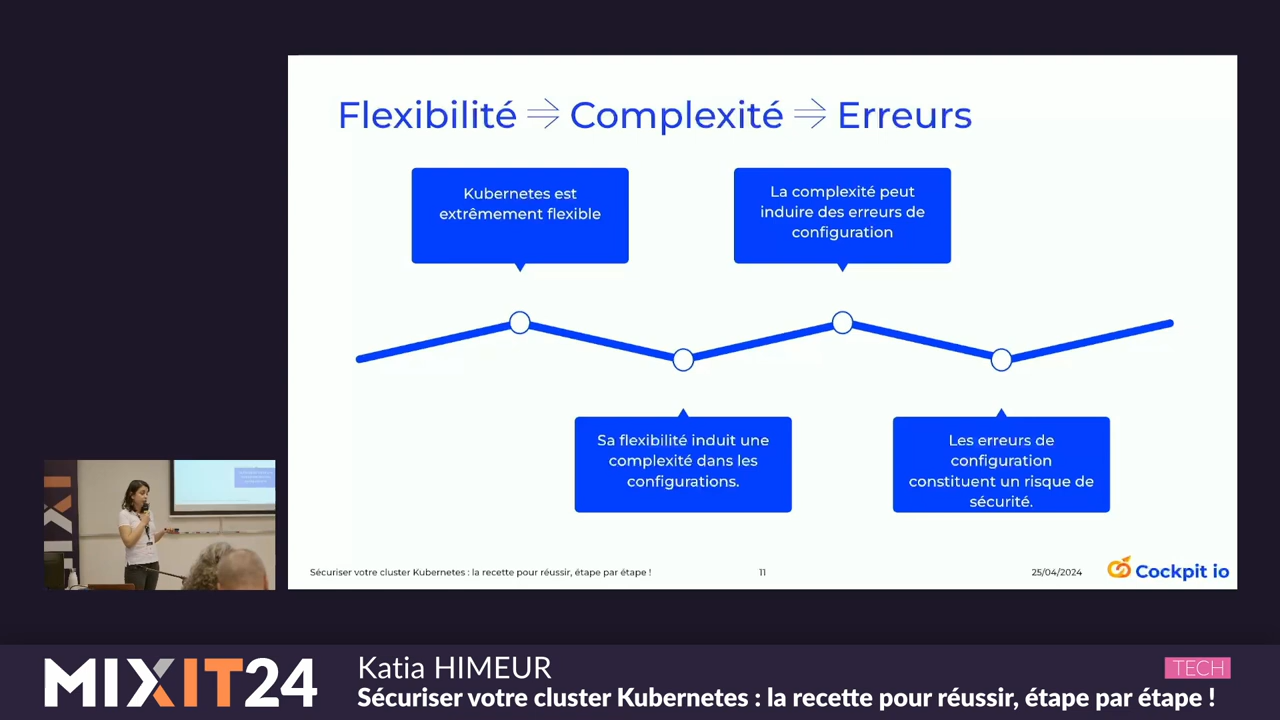 Flexibilité ⇒ Complexité ⇒ Erreurs
Kubernetes est
extrêmement flexible
La complexité peut
induire des erreurs de
configuration
Sa flexibilité induit une
complexité dans les
configurations.
Les erreurs de
configuration
constituent un risque de
sécurité.
Sécuriser votre cluster Kubernetes : la recette pour réussir, étape par étape !
11
25/04/2024
Cockpit io
MIXIT24
Katia HIMEUR
TECH
Sécuriser votre cluster Kubernetes : la recette pour réussir, étape par étape !